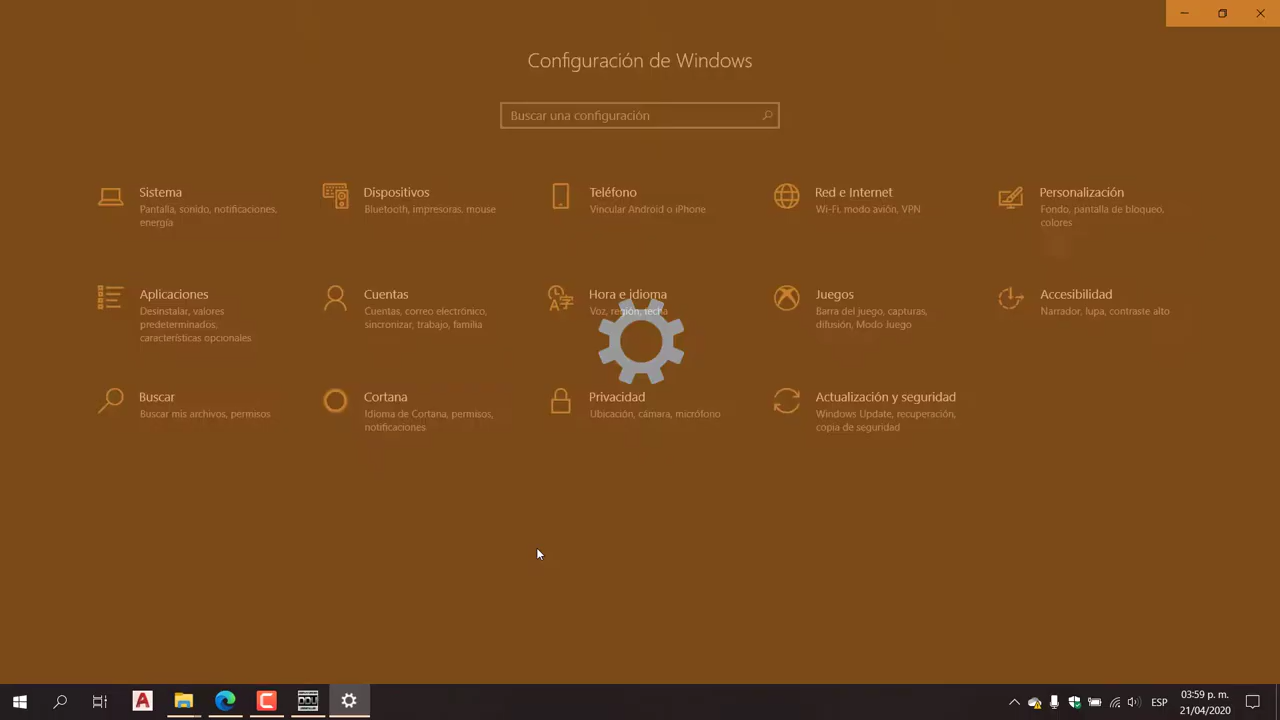 Configuración de Windows
Buscar una configuración
Sistema
Pantalla, sonido, notificaciones,
energía
Dispositivos
Bluetooth, impresoras, mouse
Teléfono
Vincular Android o iPhone
Red e Internet
Wi-Fi, modo avión, VPN
Personalización
Fondo, pantalla de bloqueo,
colores
Aplicaciones
Desinstalar, valores
predeterminados,
características opcionales
Cuentas
Cuentas, correo electrónico,
sincronizar, trabajo, familia
Hora e idioma
Voz, región, fecha
Juegos
Barra del juego, capturas,
difusión, Modo Juego
Accesibilidad
Narrador, lupa, contraste alto
Buscar
Buscar mis archivos, permisos
Cortana
Idioma de Cortana, permisos,
notificaciones
Privacidad
Ubicación, cámara, micrófono
Actualización y seguridad
Windows Update, recuperación,
copia de seguridad
A
C
DDU
ESP
03:59 p. m.
21/04/2020